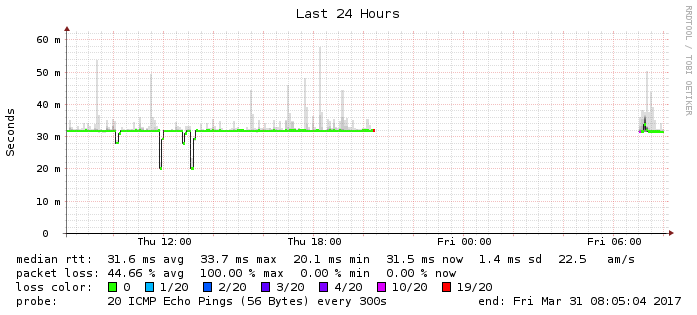 Last 24 Hours
RRDTOOL / TOBI OETIKER
Seconds
60 m
50 m
40 m
30 m
20 m
10 m
0
Thu 12:00 Thu 18:00 Fri 00:00 Fri 06:00
median rtt: 31.6 ms avg 33.7 ms max 20.1 ms min 31.5 ms now 1.4 ms sd 22.5 am/s
packet loss: 44.66 % avg 100.00 % max 0.00 % min 0.00 % now
loss color: 0 1/20 2/20 3/20 4/20 10/20 19/20
probe: 20 ICMP Echo Pings (56 Bytes) every 300s end: Fri Mar 31 08:05:04 2017